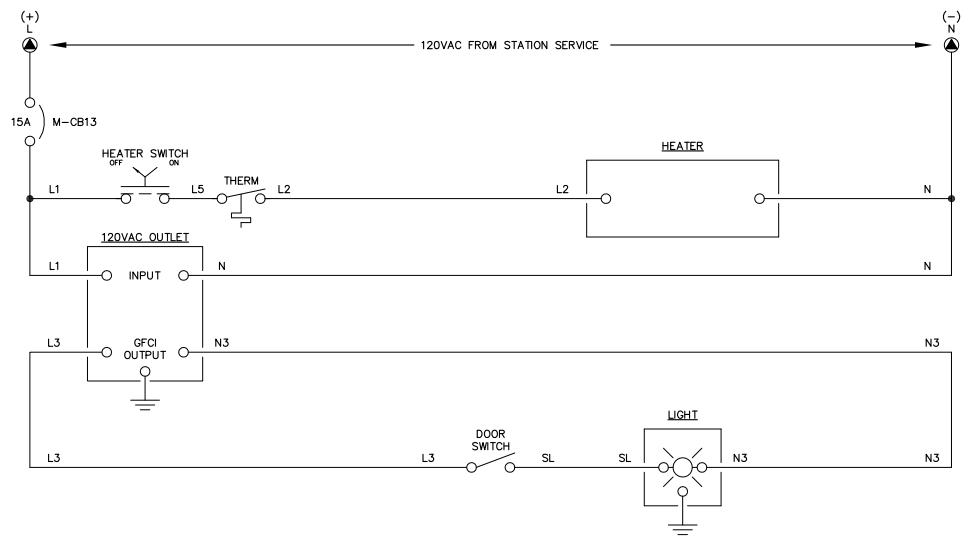 (+)
L
(-)
N
120VAC FROM STATION SERVICE
15A
M-CB13
HEATER SWITCH
OFF ON
THERM
HEATER
L1
L5
L2
L2
N
120VAC OUTLET
L1
INPUT
N
N
L3
GFCI
OUTPUT
N3
N3
LIGHT
DOOR
SWITCH
L3
L3
SL
SL
N3
N3